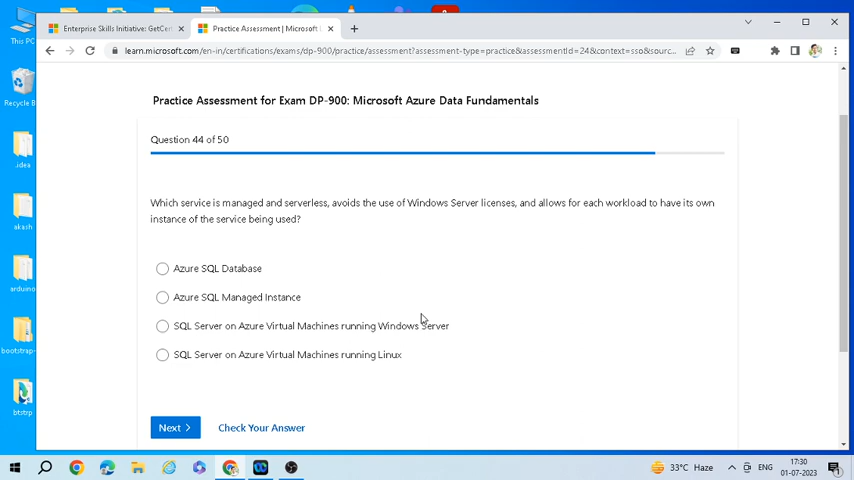 This PC
Recycle B
.idea
akash
arduino
bootstrap-
btstrp
Enterprise Skills Initiative: GetCert
Practice Assessment | Microsoft
learn.microsoft.com/en-in/certifications/exams/dp-900/practice/assessment?assessment-type=practice&assessmentId=24&context=sso&sourc...
Practice Assessment for Exam DP-900: Microsoft Azure Data Fundamentals
Question 44 of 50
Which service is managed and serverless, avoids the use of Windows Server licenses, and allows for each workload to have its own
instance of the service being used?
Azure SQL Database
Azure SQL Managed Instance
SQL Server on Azure Virtual Machines running Windows Server
SQL Server on Azure Virtual Machines running Linux
Next
Check Your Answer
33°C Haze
ENG
17:30
01-07-2023